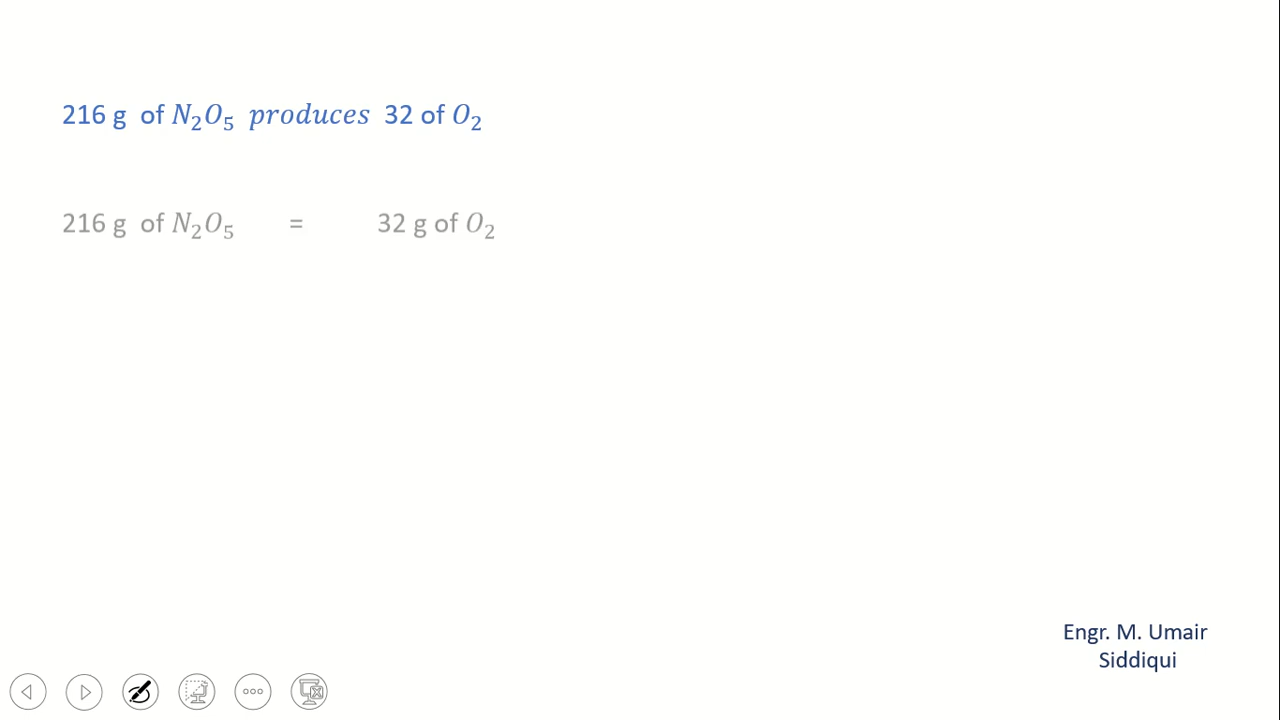 216 g of N₂O₅ produces 32 of O₂
216 g of N₂O₅ = 32 g of O₂
Engr. M. Umair
Siddiqui